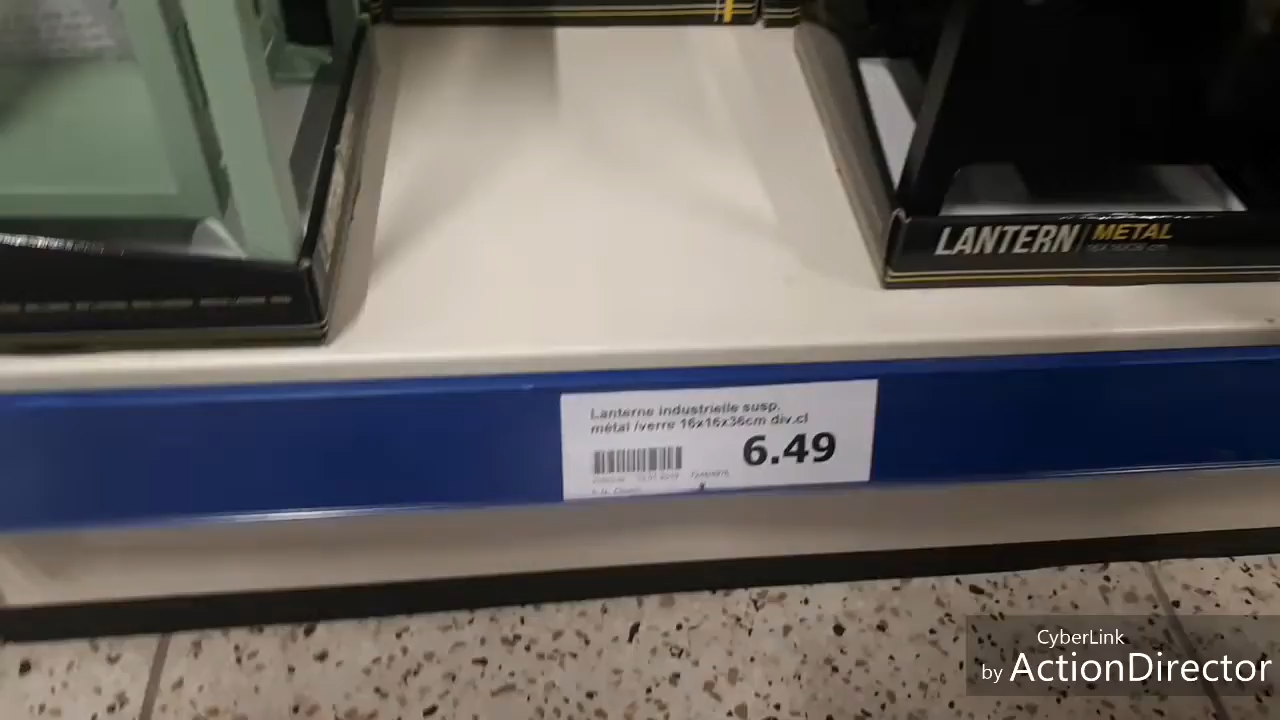 LANTERN METAL
Lanterne industrielle susp.
métal /verre 16x16x36cm div.cl
6.49
CyberLink
by ActionDirector